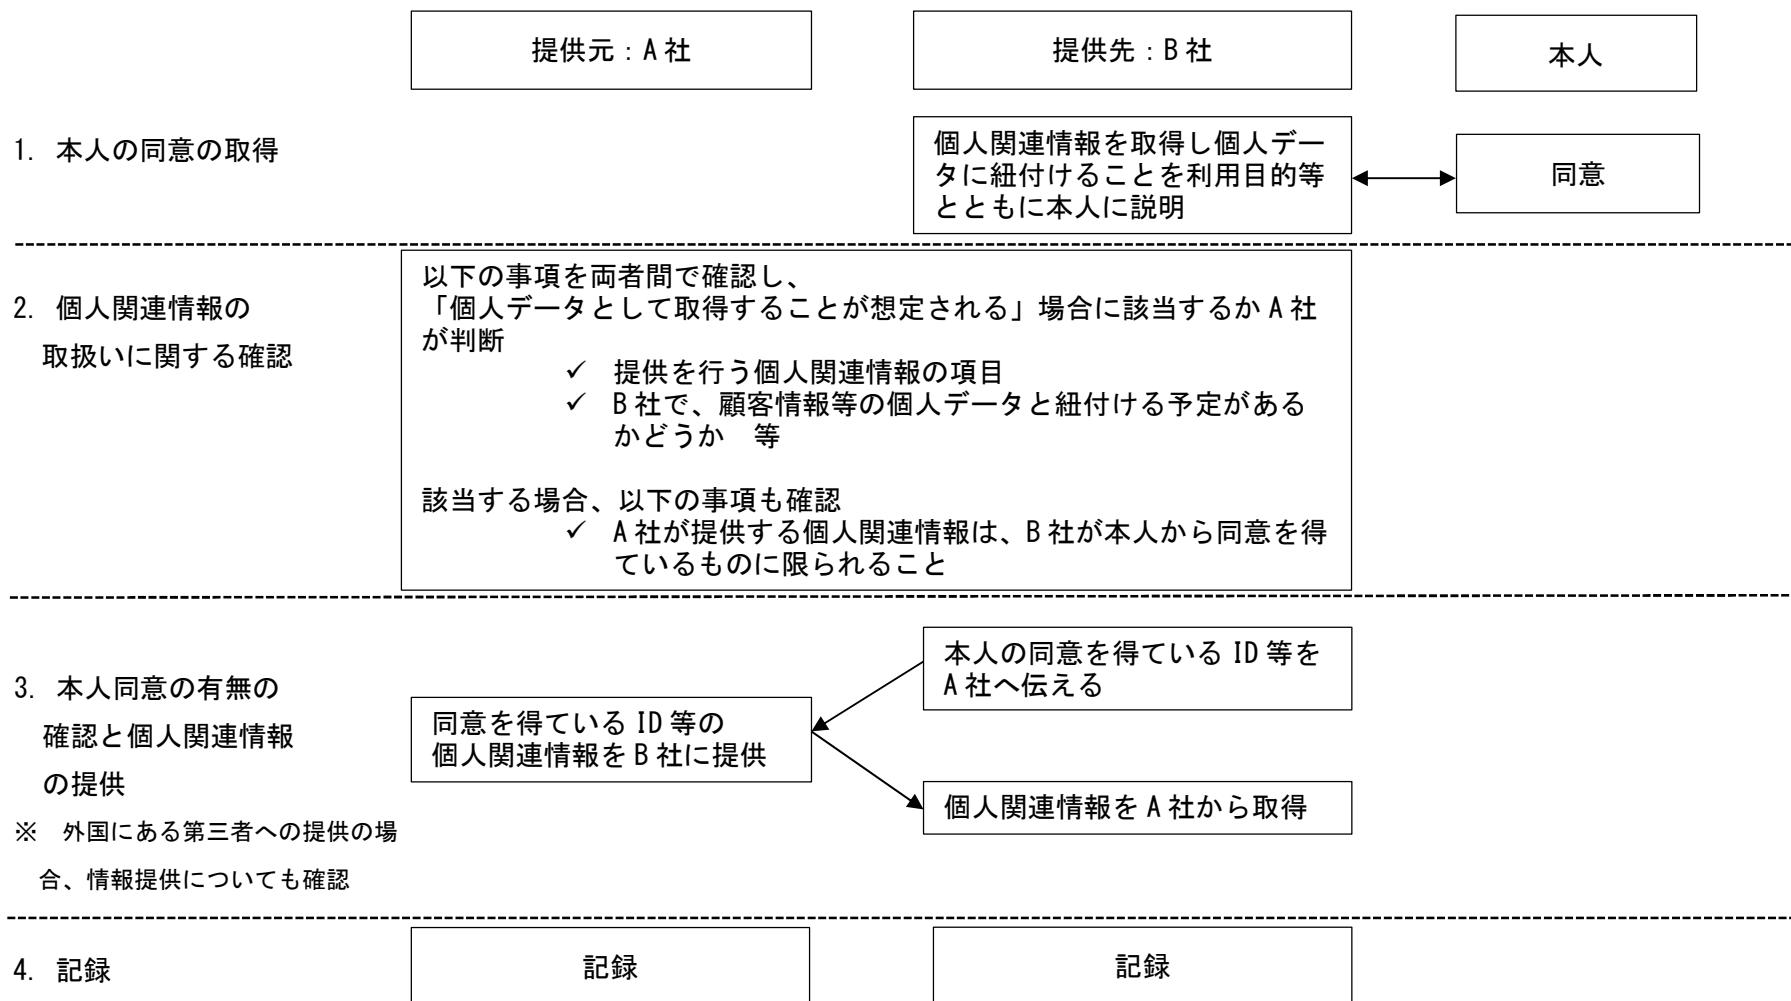 提供元：A社
提供先：B社
本人
1. 本人の同意の取得
個人関連情報を取得し個人デー
タに紐付けることを利用目的等
とともに本人に説明
同意
2. 個人関連情報の
取扱いに関する確認
以下の事項を両者間で確認し、
「個人データとして取得することが想定される」場合に該当するかA社
が判断
✓ 提供を行う個人関連情報の項目
✓ B社で、顧客情報等の個人データと紐付ける予定がある
かどうか　等
該当する場合、以下の事項も確認
✓ A社が提供する個人関連情報は、B社が本人から同意を得
ているものに限られること
3. 本人同意の有無の
確認と個人関連情報
の提供
※　外国にある第三者への提供の場
合、情報提供についても確認
本人の同意を得ているID等を
A社へ伝える
同意を得ているID等の
個人関連情報をB社に提供
個人関連情報をA社から取得
4. 記録
記録
記録